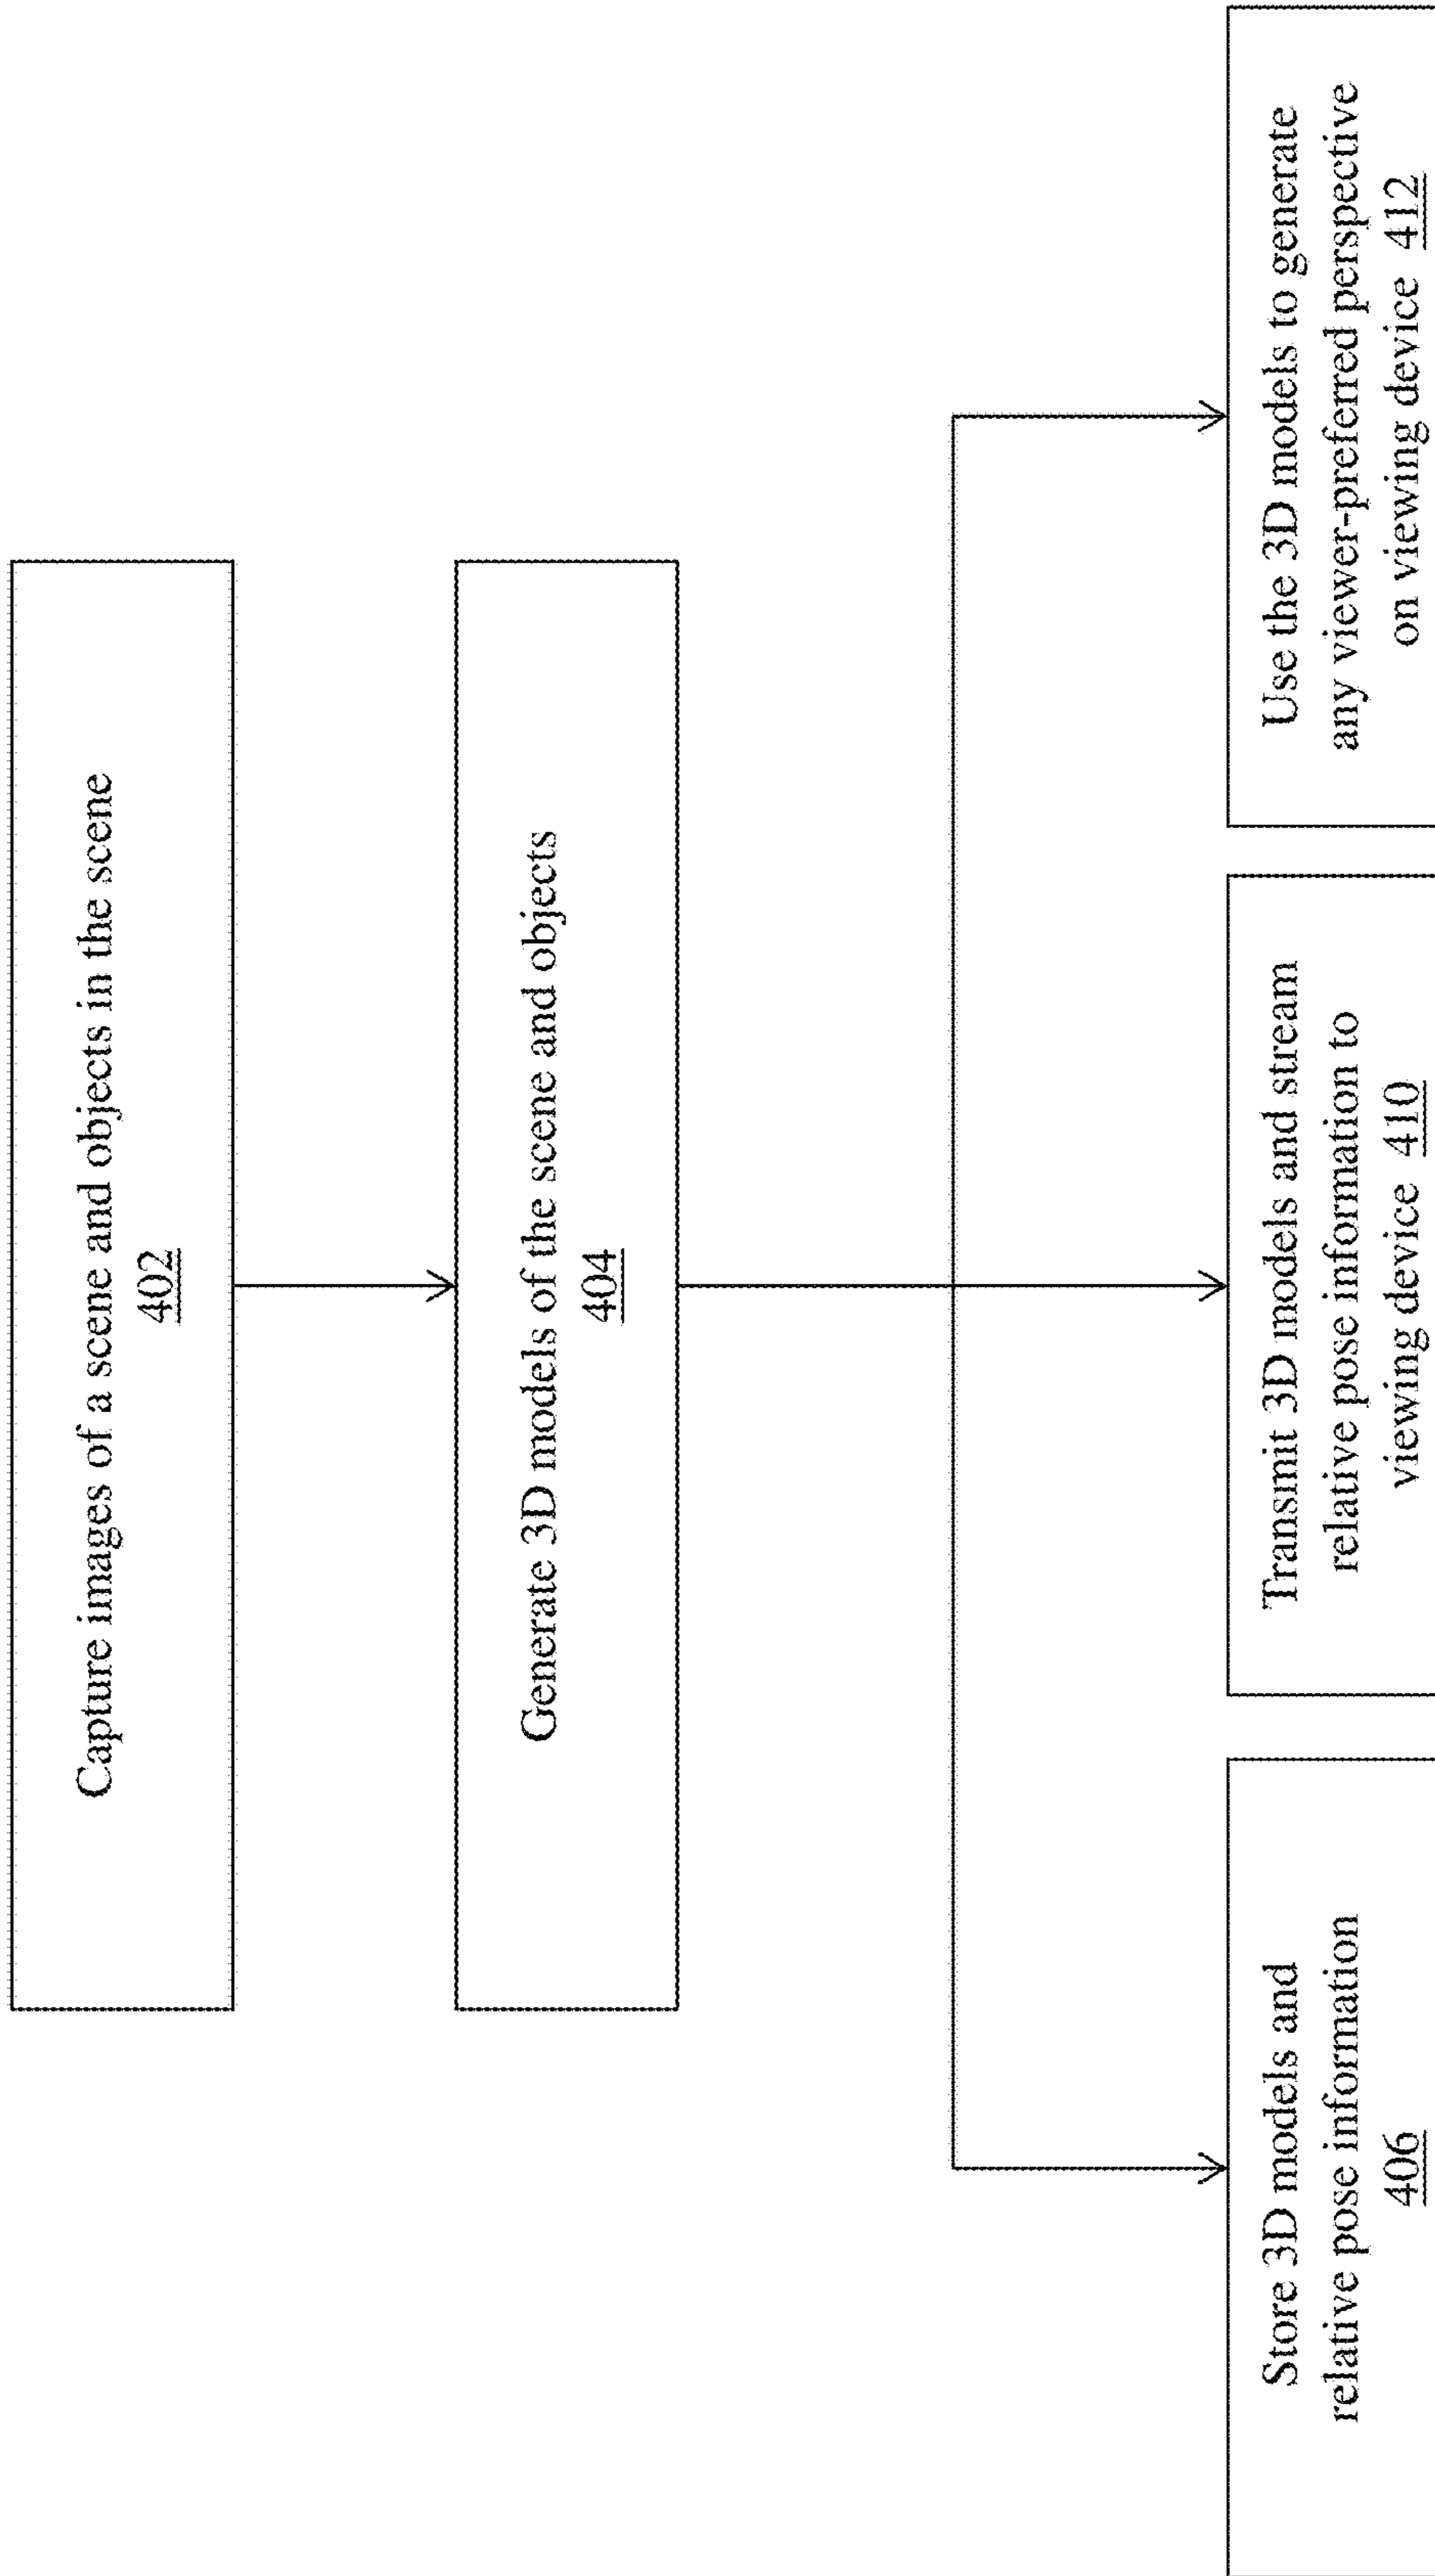 Capture images of a scene and objects in the scene
402
Generate 3D models of the scene and objects
404
Store 3D models and
relative pose information
406
Transmit 3D models and stream
relative pose information to
viewing device 410
Use the 3D models to generate
any viewer-preferred perspective
on viewing device 412